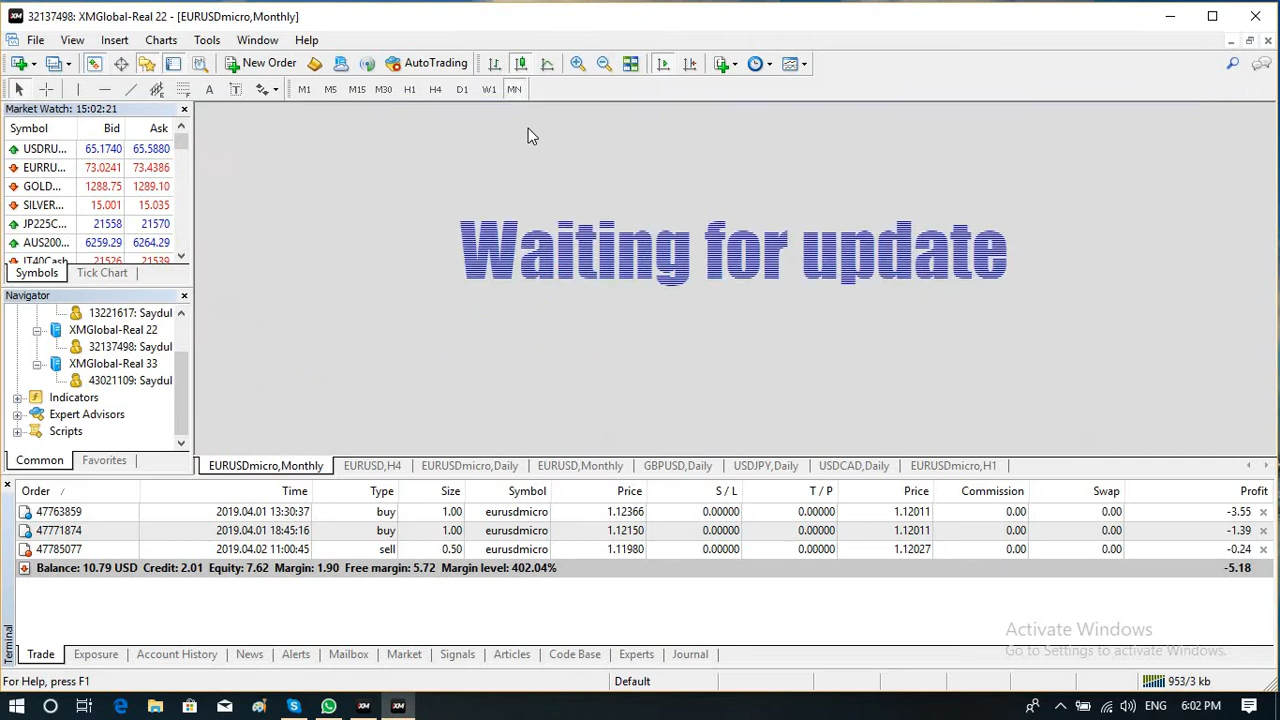 32137498: XMGlobal-Real 22 - [EURUSDmicro,Monthly]
File View Insert Charts Tools Window Help
New Order AutoTrading
A T M1 M5 M15 M30 H1 H4 D1 W1 MN
Market Watch: 15:02:21
Symbol Bid Ask
USDRU... 65.1740 65.5880
EURRU... 73.0241 73.4386
GOLD... 1288.75 1289.10
SILVER... 15.001 15.035
JP225C... 21558 21570
AUS200... 6259.29 6264.29
IT40Cash 21526 21539
Symbols Tick Chart
Waiting for update
Navigator
13221617: Saydul
XMGlobal-Real 22
32137498: Saydul
XMGlobal-Real 33
43021109: Saydul
Indicators
Expert Advisors
Scripts
Common Favorites
EURUSDmicro,Monthly EURUSD,H4 EURUSDmicro,Daily EURUSD,Monthly GBPUSD,Daily USDJPY,Daily USDCAD,Daily EURUSDmicro,H1
Order / Time Type Size Symbol Price S / L T / P Price Commission Swap Profit
47763859 2019.04.01 13:30:37 buy 1.00 eurusdmicro 1.12366 0.00000 0.00000 1.12011 0.00 0.00 -3.55
47771874 2019.04.01 18:45:16 buy 1.00 eurusdmicro 1.12150 0.00000 0.00000 1.12011 0.00 0.00 -1.39
47785077 2019.04.02 11:00:45 sell 0.50 eurusdmicro 1.11980 0.00000 0.00000 1.12027 0.00 0.00 -0.24
Balance: 10.79 USD Credit: 2.01 Equity: 7.62 Margin: 1.90 Free margin: 5.72 Margin level: 402.04% -5.18
Activate Windows
Go to Settings to activate Windows.
Terminal
Trade Exposure Account History News Alerts Mailbox Market Signals Articles Code Base Experts Journal
For Help, press F1 Default 953/3 kb
ENG 6:02 PM